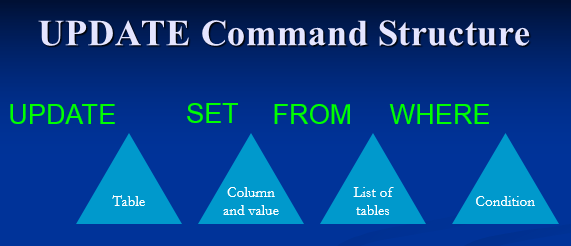 UPDATE Command Structure
UPDATE SET FROM WHERE
Table
Column
and value
List of
tables
Condition